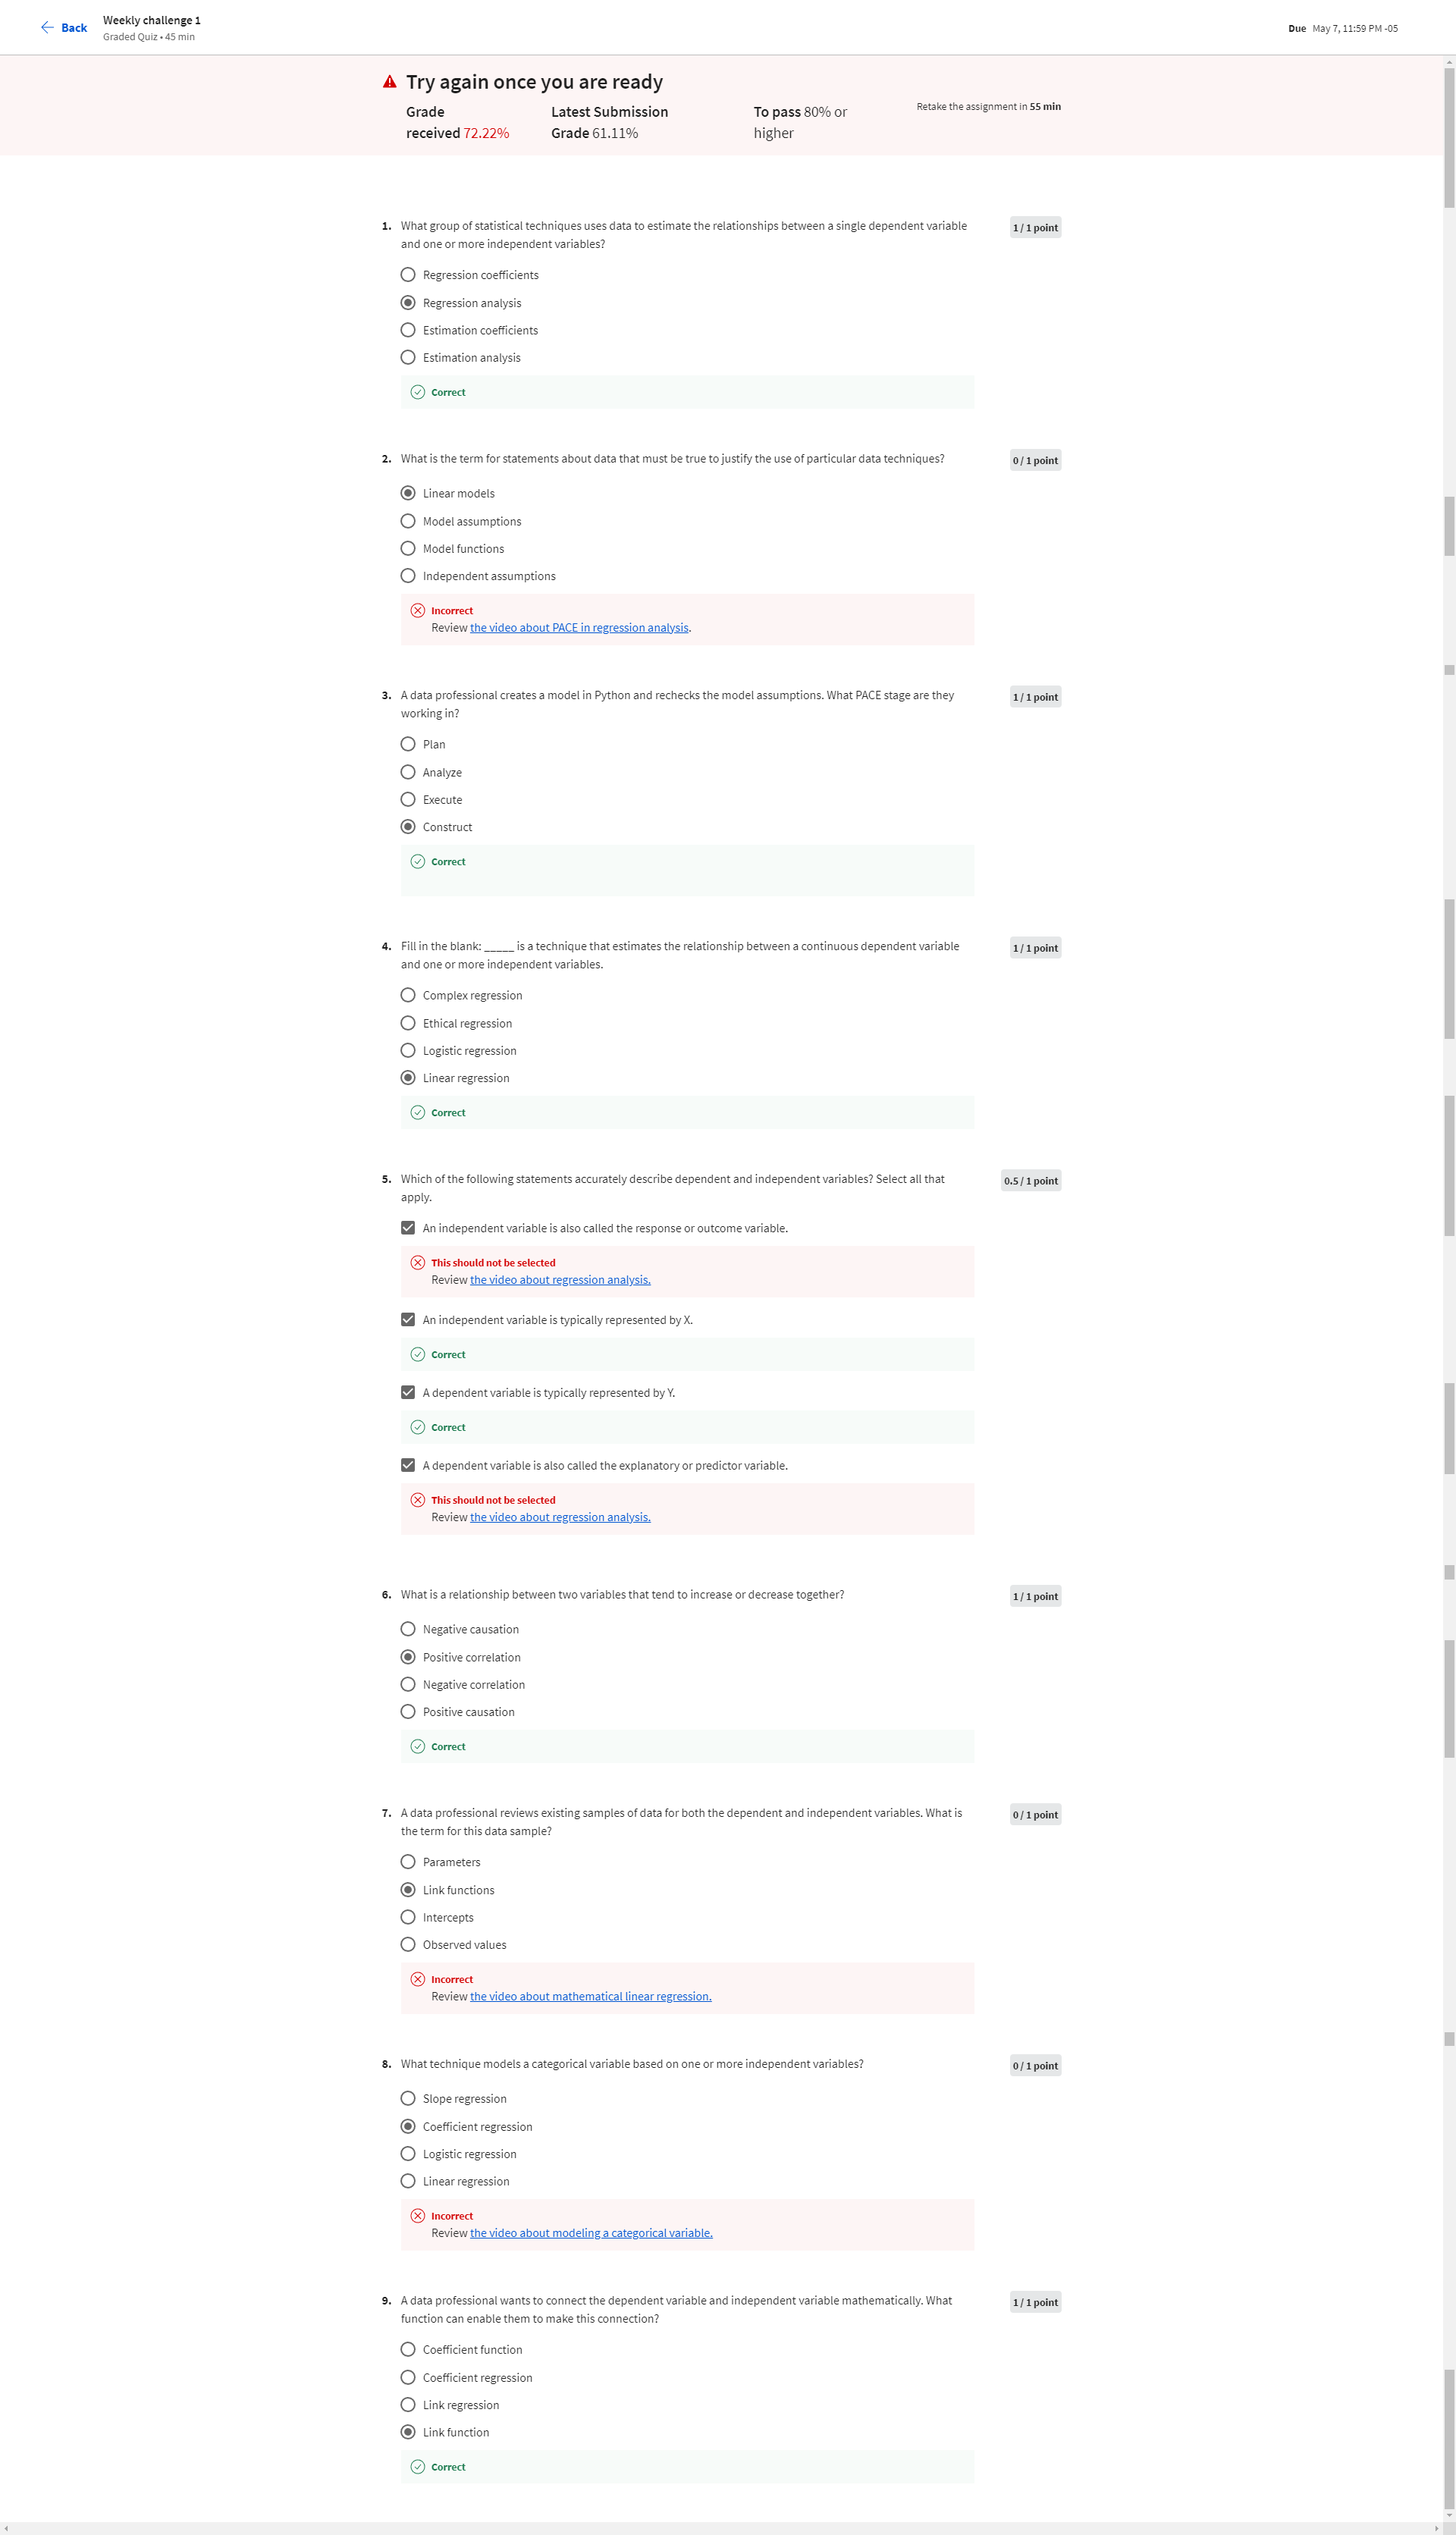 Back
Weekly challenge 1
Graded Quiz • 45 min
Due May 7, 11:59 PM -05
Try again once you are ready
Grade
received 72.22%
Latest Submission
Grade 61.11%
To pass 80% or
higher
Retake the assignment in 55 min
1. What group of statistical techniques uses data to estimate the relationships between a single dependent variable
and one or more independent variables?
1 / 1 point
Regression coefficients
Regression analysis
Estimation coefficients
Estimation analysis
Correct
2. What is the term for statements about data that must be true to justify the use of particular data techniques?
0 / 1 point
Linear models
Model assumptions
Model functions
Independent assumptions
Incorrect
Review the video about PACE in regression analysis.
3. A data professional creates a model in Python and rechecks the model assumptions. What PACE stage are they
working in?
1 / 1 point
Plan
Analyze
Execute
Construct
Correct
4. Fill in the blank: _____ is a technique that estimates the relationship between a continuous dependent variable
and one or more independent variables.
1 / 1 point
Complex regression
Ethical regression
Logistic regression
Linear regression
Correct
5. Which of the following statements accurately describe dependent and independent variables? Select all that
apply.
0.5 / 1 point
An independent variable is also called the response or outcome variable.
This should not be selected
Review the video about regression analysis.
An independent variable is typically represented by X.
Correct
A dependent variable is typically represented by Y.
Correct
A dependent variable is also called the explanatory or predictor variable.
This should not be selected
Review the video about regression analysis.
6. What is a relationship between two variables that tend to increase or decrease together?
1 / 1 point
Negative causation
Positive correlation
Negative correlation
Positive causation
Correct
7. A data professional reviews existing samples of data for both the dependent and independent variables. What is
the term for this data sample?
0 / 1 point
Parameters
Link functions
Intercepts
Observed values
Incorrect
Review the video about mathematical linear regression.
8. What technique models a categorical variable based on one or more independent variables?
0 / 1 point
Slope regression
Coefficient regression
Logistic regression
Linear regression
Incorrect
Review the video about modeling a categorical variable.
9. A data professional wants to connect the dependent variable and independent variable mathematically. What
function can enable them to make this connection?
1 / 1 point
Coefficient function
Coefficient regression
Link regression
Link function
Correct